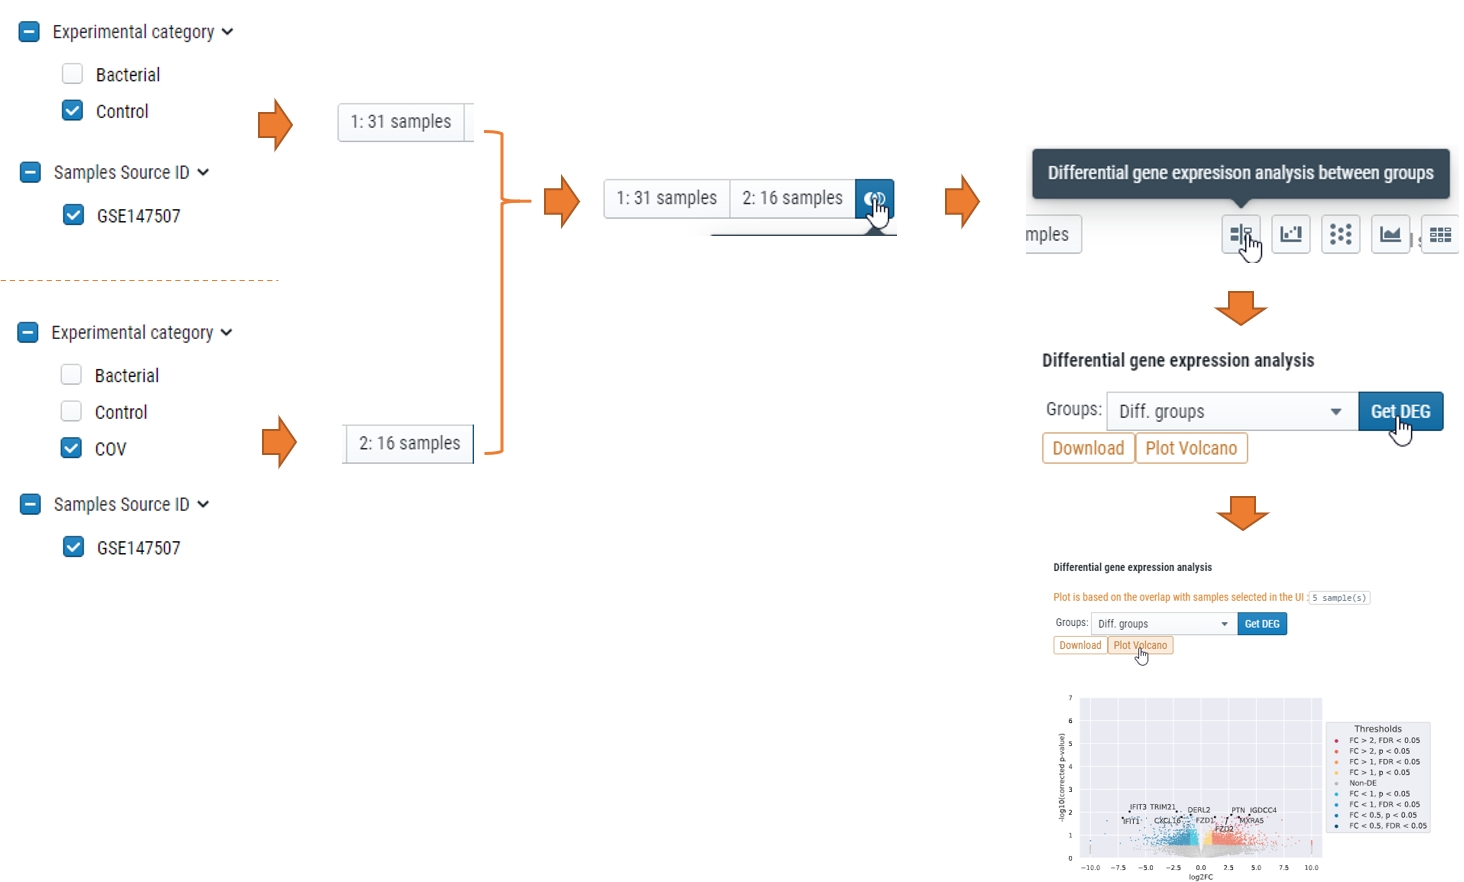 Experimental category
Bacterial
Control
1: 31 samples
Samples Source ID
GSE147507
Experimental category
Bacterial
Control
COV
2: 16 samples
Samples Source ID
GSE147507
1: 31 samples 2: 16 samples
Differential gene expresison analysis between groups
mples
Differential gene expression analysis
Groups: Diff. groups Get DEG
Download Plot Volcano
Differential gene expression analysis
Plot is based on the overlap with samples selected in the UI : 5 sample(s)
Groups: Diff. groups Get DEG
Download Plot Volcano
7
6
5
4
3
2
1
0
-log10(corrected p-value)
IFIT3 TRIM21 DERL2 PTN IGDCC4
IFIT1 CXCL16 FZD1 MXRA5
FZD2
−10.0 −7.5 −5.0 −2.5 0.0 2.5 5.0 7.5 10.0
log2FC
Thresholds
FC > 2, FDR < 0.05
FC > 2, p < 0.05
FC > 1, FDR < 0.05
FC > 1, p < 0.05
Non-DE
FC < 1, p < 0.05
FC < 1, FDR < 0.05
FC < 0.5, p < 0.05
FC < 0.5, FDR < 0.05